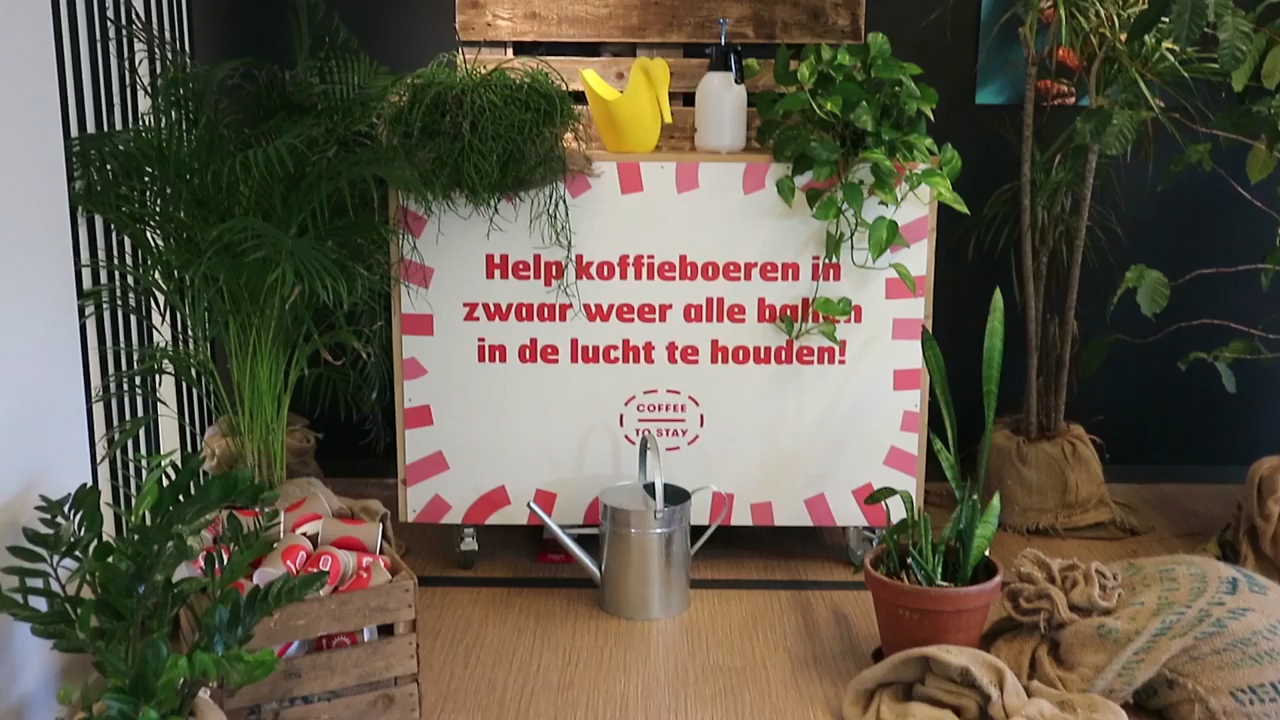 Help koffieboeren in
zwaar weer alle ballen
in de lucht te houden!
COFFEE
TO STAY